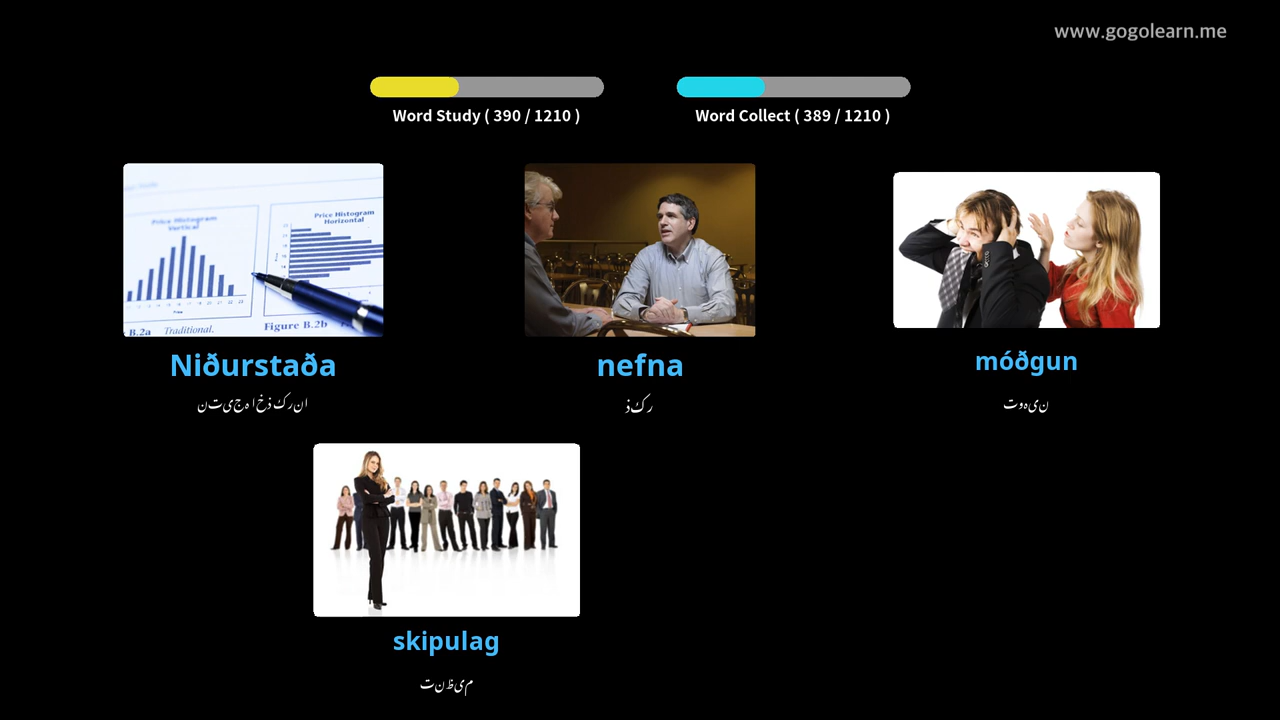 www.gogolearn.me
Word Study ( 390 / 1210 )
Word Collect ( 389 / 1210 )
Price Histogram
Vertical
Price Histogram
Horizontal
B.2a Traditional.
Figure B.2b
Niðurstaða
نتیجہ اخذ کرنا
nefna
ذکر
móðgun
توہین
skipulag
تنظیم